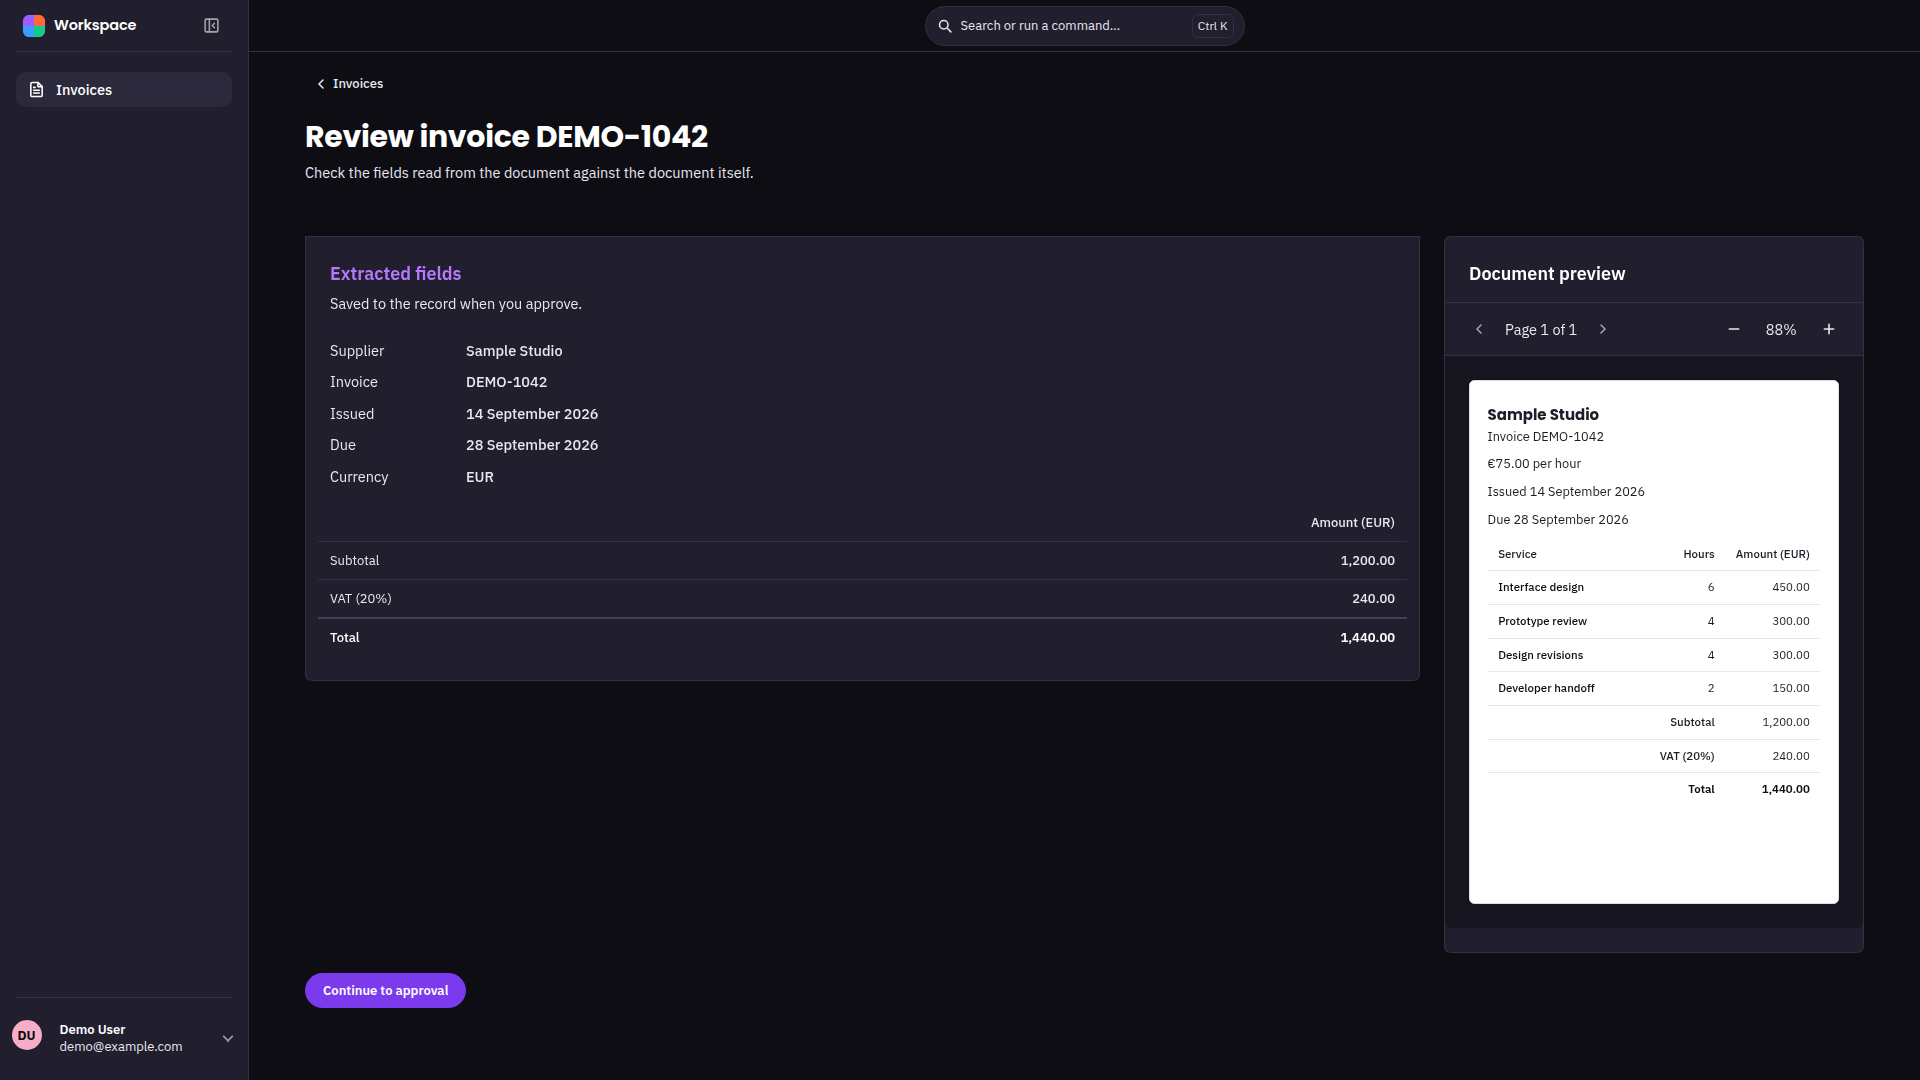 Workspace
Search or run a command...
Ctrl K
Invoices
Invoices
Review invoice DEMO-1042
Check the fields read from the document against the document itself.
Extracted fields
Saved to the record when you approve.
Supplier Sample Studio
Invoice DEMO-1042
Issued 14 September 2026
Due 28 September 2026
Currency EUR
Amount (EUR)
Subtotal 1,200.00
VAT (20%) 240.00
Total 1,440.00
Document preview
Page 1 of 1
88%
Sample Studio
Invoice DEMO-1042
€75.00 per hour
Issued 14 September 2026
Due 28 September 2026
Service Hours Amount (EUR)
Interface design 6 450.00
Prototype review 4 300.00
Design revisions 4 300.00
Developer handoff 2 150.00
Subtotal 1,200.00
VAT (20%) 240.00
Total 1,440.00
Continue to approval
DU
Demo User
demo@example.com